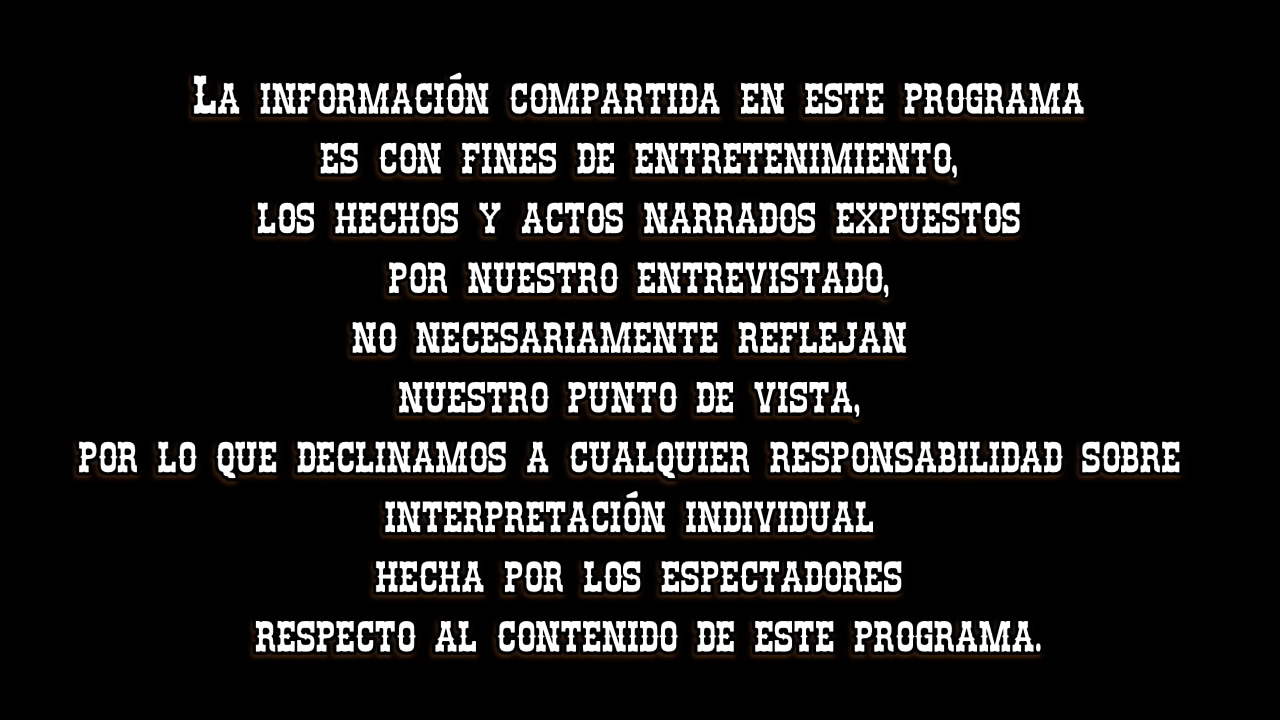 La información compartida en este programa
es con fines de entretenimiento,
los hechos y actos narrados expuestos
por nuestro entrevistado,
no necesariamente reflejan
nuestro punto de vista,
por lo que declinamos a cualquier responsabilidad sobre
interpretación individual
hecha por los espectadores
respecto al contenido de este programa.